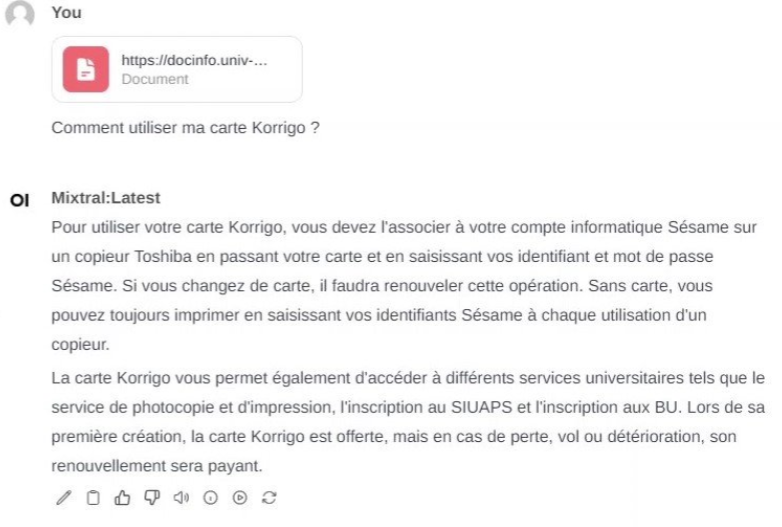 You
https://docinfo.univ-...
Document
Comment utiliser ma carte Korrigo ?
OI
Mixtral:Latest
Pour utiliser votre carte Korrigo, vous devez l'associer à votre compte informatique Sésame sur
un copieur Toshiba en passant votre carte et en saisissant vos identifiant et mot de passe
Sésame. Si vous changez de carte, il faudra renouveler cette opération. Sans carte, vous
pouvez toujours imprimer en saisissant vos identifiants Sésame à chaque utilisation d'un
copieur.
La carte Korrigo vous permet également d'accéder à différents services universitaires tels que le
service de photocopie et d'impression, l'inscription au SIUAPS et l'inscription aux BU. Lors de sa
première création, la carte Korrigo est offerte, mais en cas de perte, vol ou détérioration, son
renouvellement sera payant.